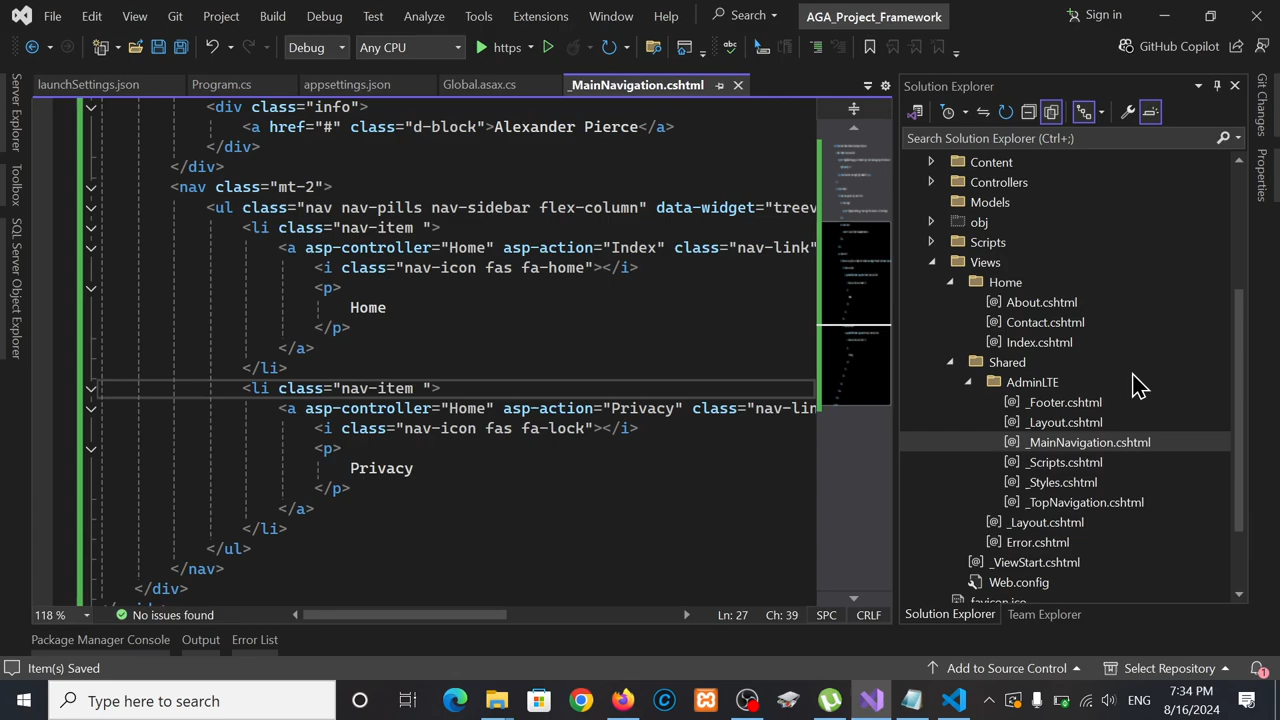 File Edit View Git Project Build Debug Test Analyze Tools Extensions Window Help Search AGA_Project_Framework Sign in
Debug Any CPU https GitHub Copilot
launchSettings.json Program.cs appsettings.json Global.asax.cs _MainNavigation.cshtml
<div class="info">
<a href="#" class="d-block">Alexander Pierce</a>
</div>
</div>
<nav class="mt-2">
<ul class="nav nav-pills nav-sidebar flex-column" data-widget="treev
<li class="nav-item ">
<a asp-controller="Home" asp-action="Index" class="nav-link"
<i class="nav-icon fas fa-home"></i>
<p>
Home
</p>
</a>
</li>
<li class="nav-item ">
<a asp-controller="Home" asp-action="Privacy" class="nav-lin
<i class="nav-icon fas fa-lock"></i>
<p>
Privacy
</p>
</a>
</li>
</ul>
</nav>
</div>
118 % No issues found Ln: 27 Ch: 39 SPC CRLF
Server Explorer
Toolbox
SQL Server Object Explorer
Solution Explorer
Search Solution Explorer (Ctrl+;)
Content
Controllers
Models
obj
Scripts
Views
Home
About.cshtml
Contact.cshtml
Index.cshtml
Shared
AdminLTE
_Footer.cshtml
_Layout.cshtml
_MainNavigation.cshtml
_Scripts.cshtml
_Styles.cshtml
_TopNavigation.cshtml
_Layout.cshtml
Error.cshtml
_ViewStart.cshtml
Web.config
favicon.ico
Solution Explorer Team Explorer
Git Changes
Properties
Package Manager Console Output Error List
Item(s) Saved Add to Source Control Select Repository 1
Type here to search ENG 7:34 PM
8/16/2024